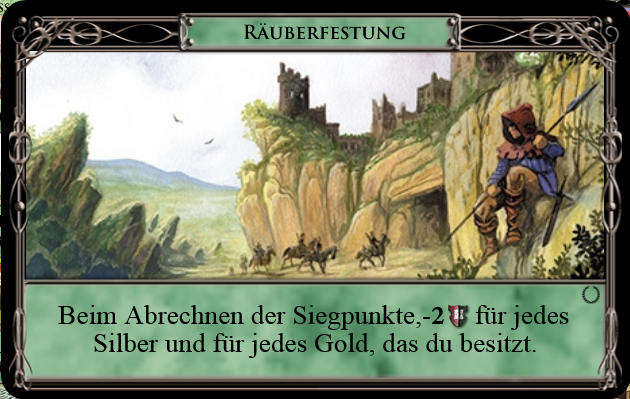 RÄUBERFESTUNG
Beim Abrechnen der Siegpunkte,-2 für jedes
Silber und für jedes Gold, das du besitzt.